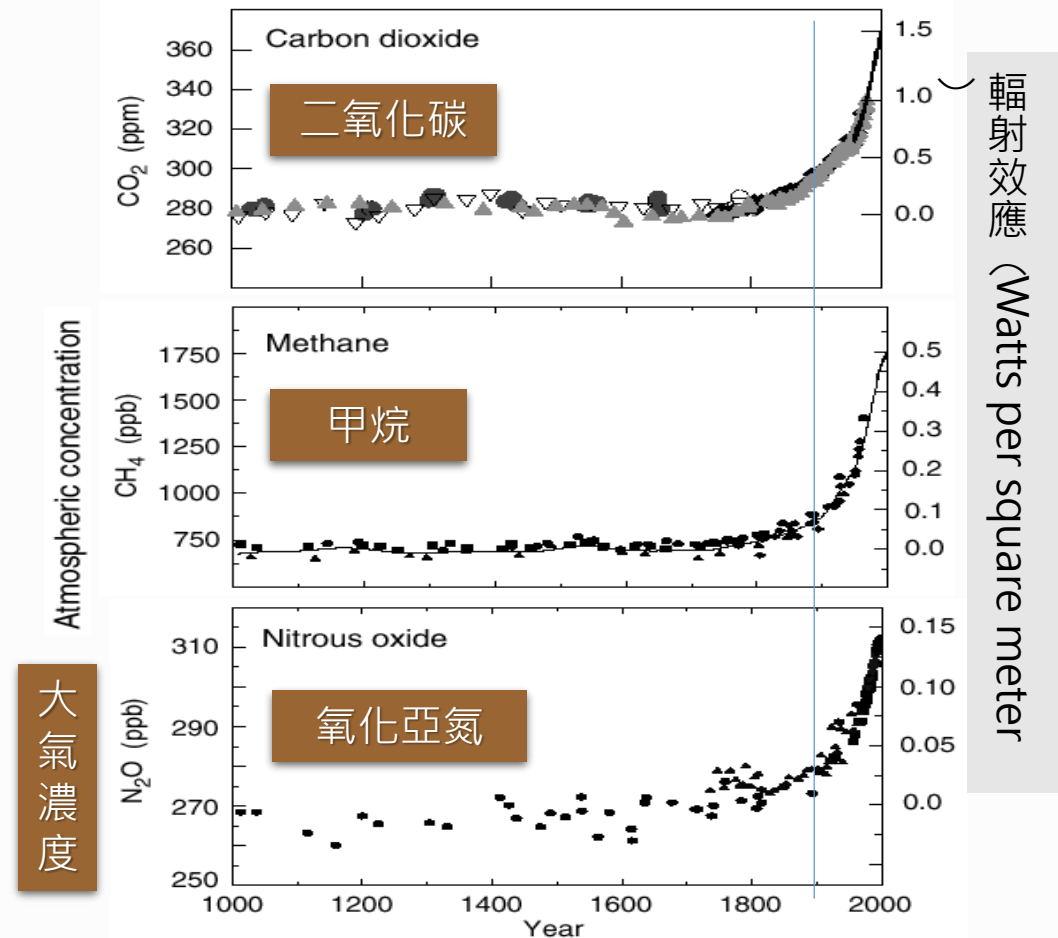 Carbon dioxide
二氧化碳
CO₂ (ppm)
360
340
320
300
280
260
1.5
1.0
0.5
0.0
Methane
甲烷
CH₄ (ppb)
1750
1500
1250
1000
750
0.5
0.4
0.3
0.2
0.1
0.0
Nitrous oxide
氧化亞氮
N₂O (ppb)
310
290
270
250
0.15
0.10
0.05
0.0
1000
1200
1400
1600
1800
2000
Year
Atmospheric concentration
大氣濃度
輻射效應（Watts per square meter）